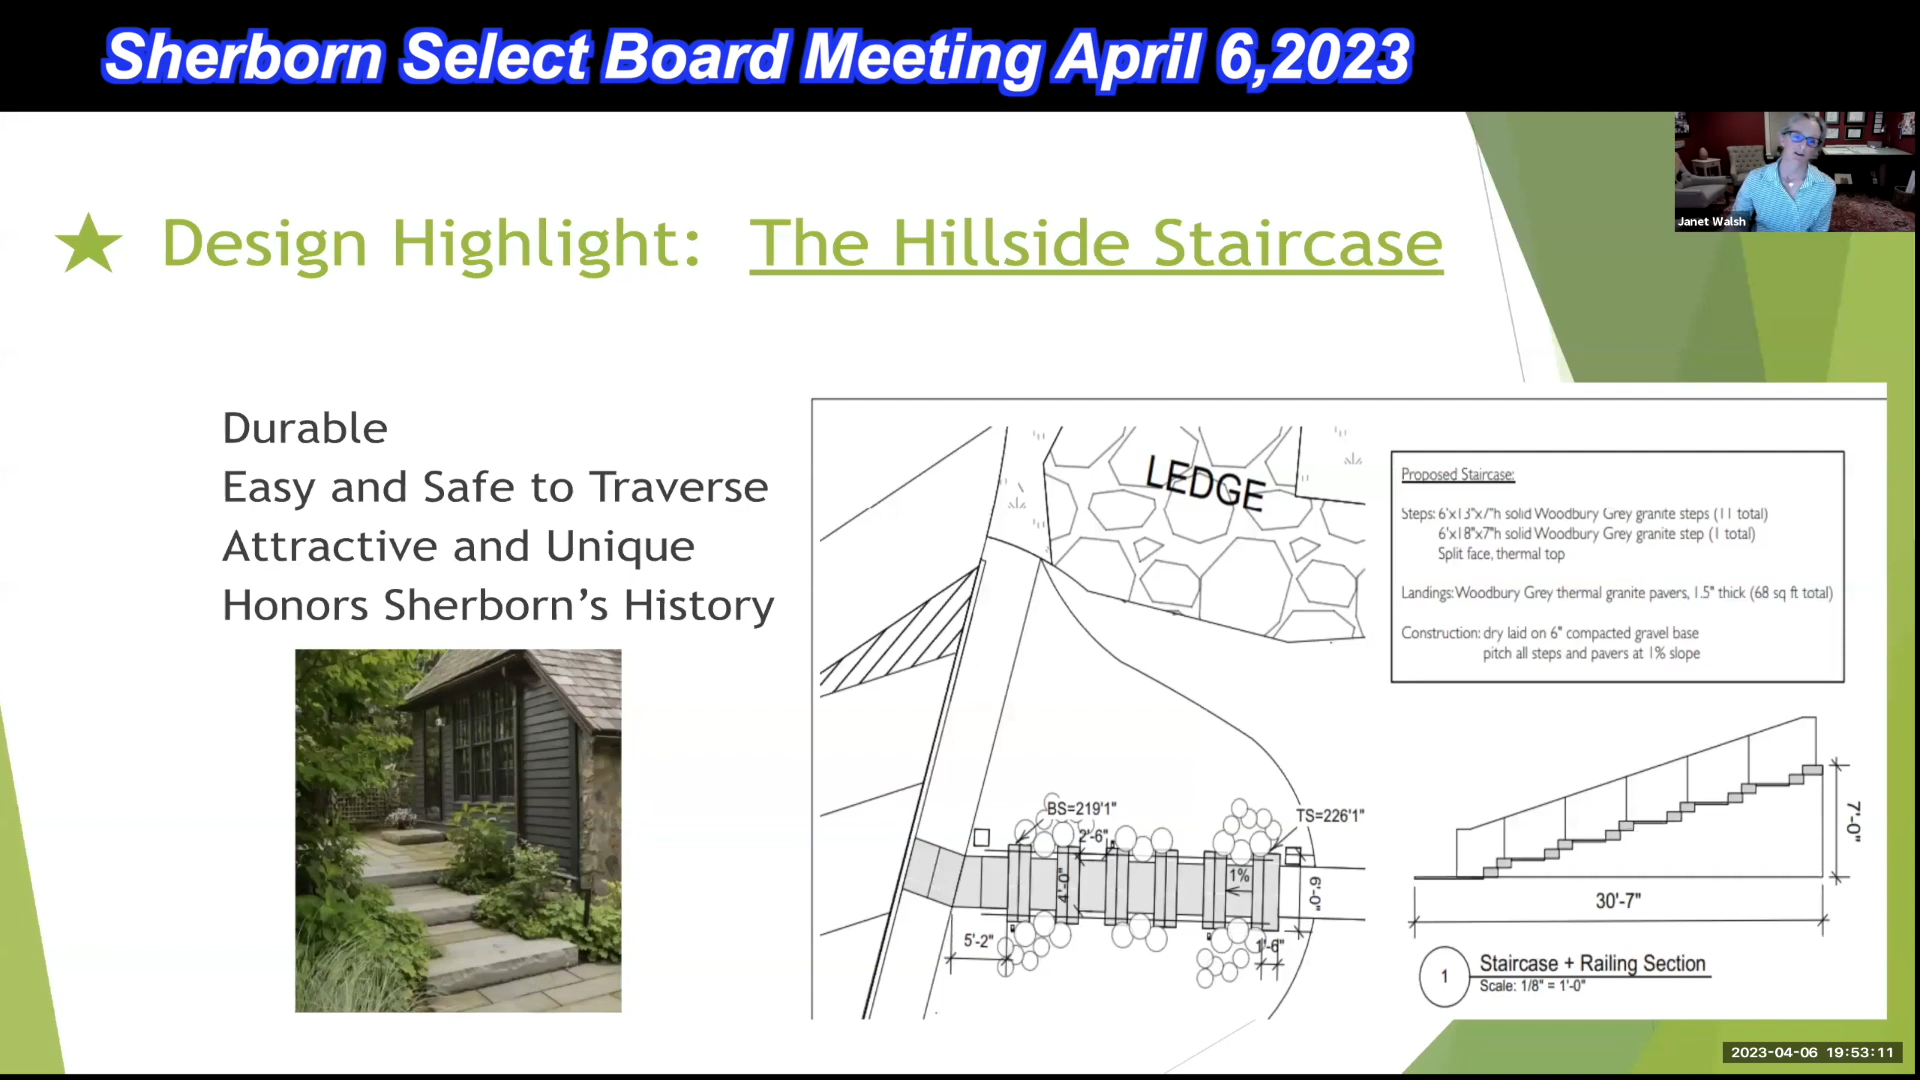 Sherborn Select Board Meeting April 6,2023
Janet Walsh
Design Highlight: The Hillside Staircase
Durable
Easy and Safe to Traverse
Attractive and Unique
Honors Sherborn's History
LEDGE
Proposed Staircase:
Steps: 6'x13"x7"h solid Woodbury Grey granite steps (11 total)
6'x18"x7"h solid Woodbury Grey granite step (1 total)
Split face, thermal top
Landings: Woodbury Grey thermal granite pavers, 1.5" thick (68 sq ft total)
Construction: dry laid on 6" compacted gravel base
pitch all steps and pavers at 1% slope
BS=219'1"
TS=226'1"
2'-6"
4'-0"
1%
6'-0"
5'-2"
1'-6"
7'-0"
30'-7"
1
Staircase + Railing Section
Scale: 1/8" = 1'-0"
2023-04-06 19:53:11